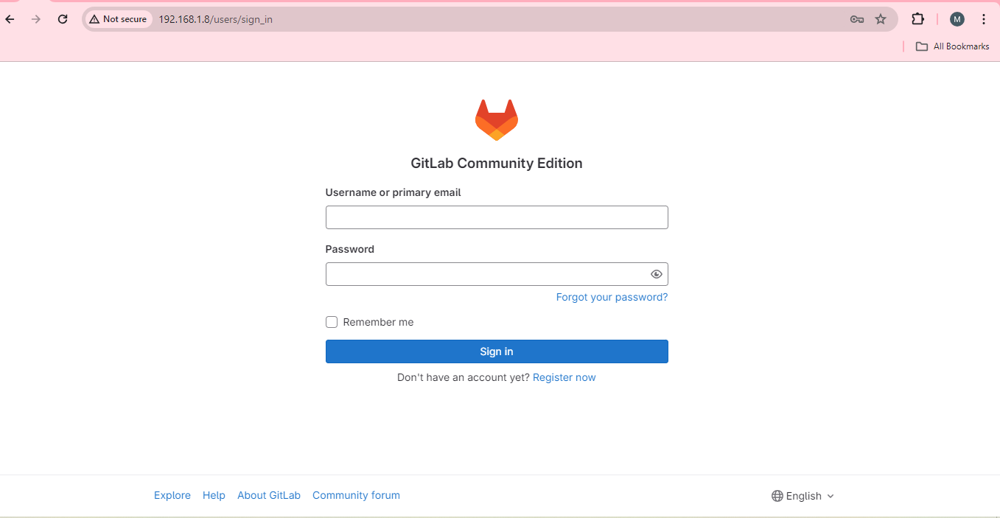 Not secure 192.168.1.8/users/sign_in M
All Bookmarks
GitLab Community Edition
Username or primary email
Password
Forgot your password?
Remember me
Sign in
Don't have an account yet? Register now
Explore Help About GitLab Community forum English